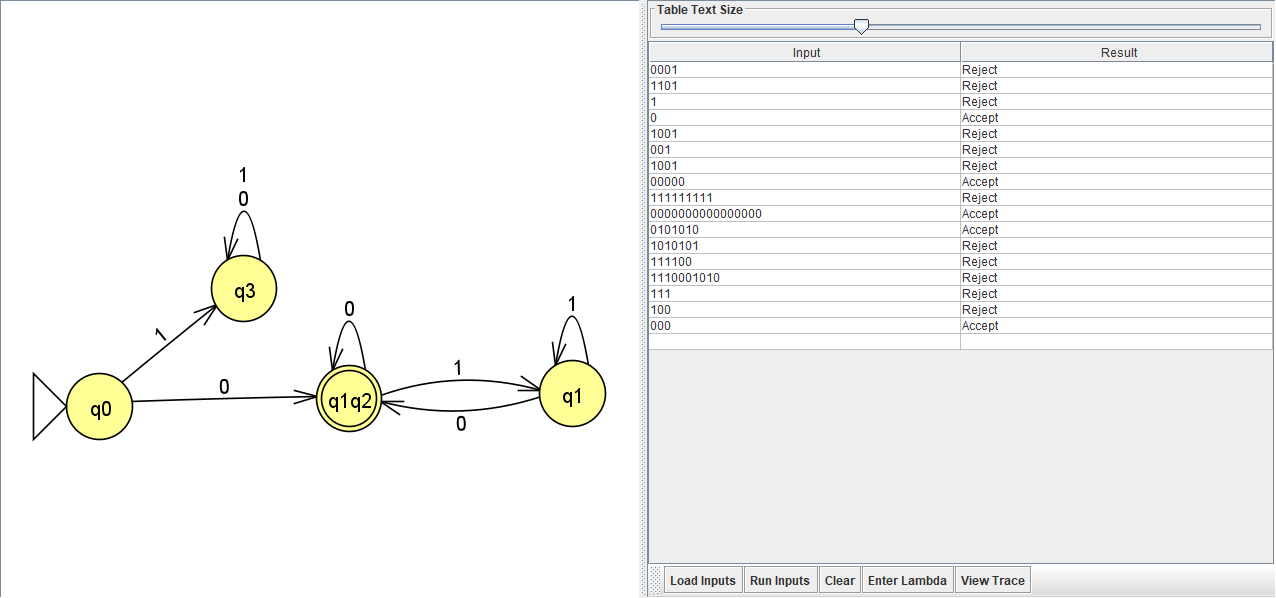 1
0
q3
1
0
q0
0
q1q2
1
0
1
q1
Table Text Size
Input Result
0001 Reject
1101 Reject
1 Reject
0 Accept
1001 Reject
001 Reject
1001 Reject
00000 Accept
111111111 Reject
0000000000000000 Accept
0101010 Accept
1010101 Reject
111100 Reject
1110001010 Reject
111 Reject
100 Reject
000 Accept
Load Inputs Run Inputs Clear Enter Lambda View Trace